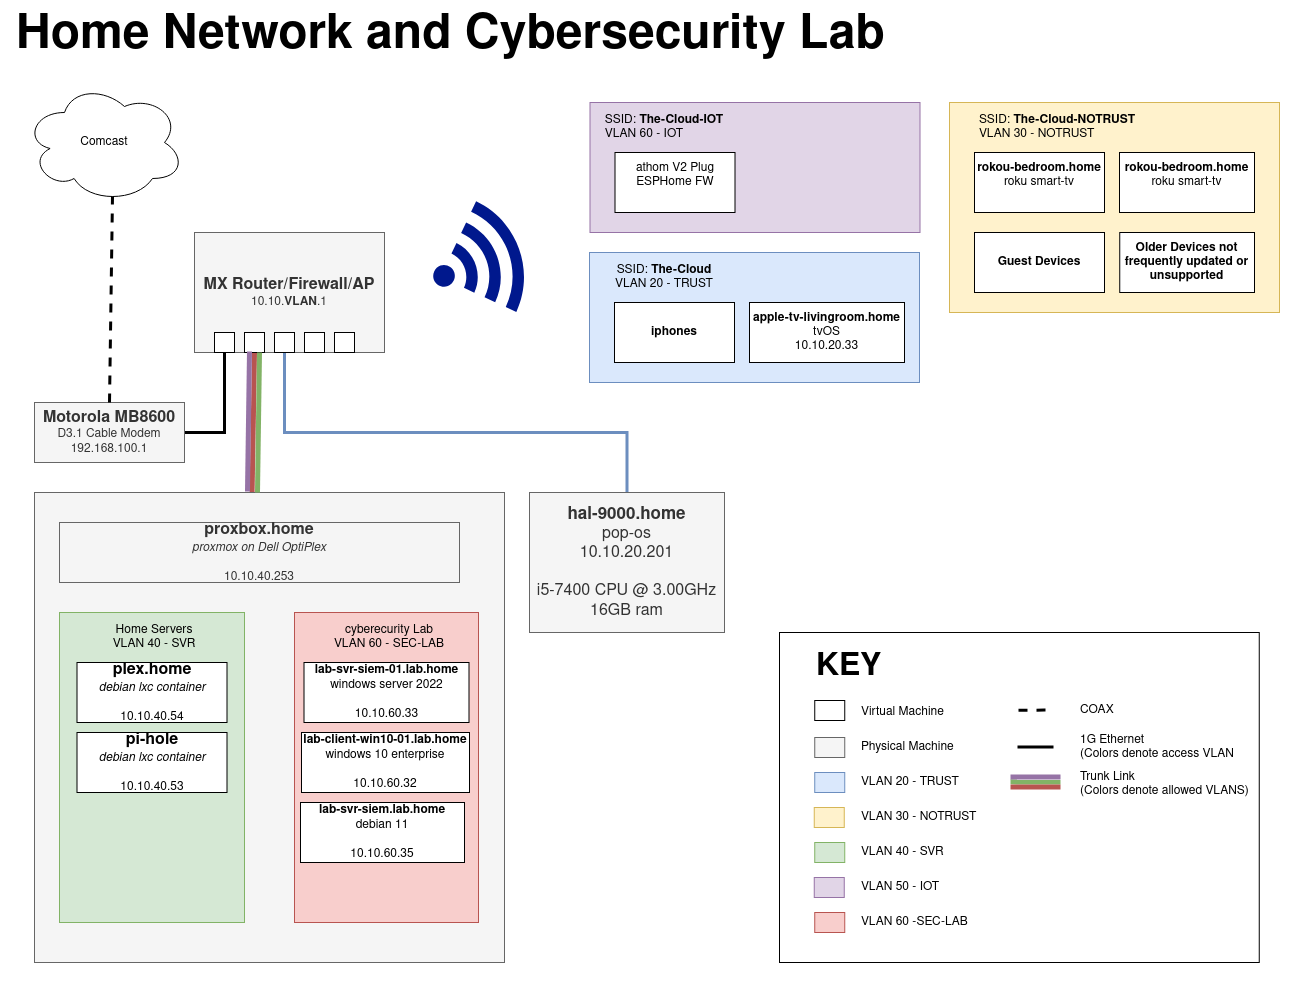 Home Network and Cybersecurity Lab
Comcast
MX Router/Firewall/AP
10.10.VLAN.1
Motorola MB8600
D3.1 Cable Modem
192.168.100.1
SSID: The-Cloud-IOT
VLAN 60 - IOT
athom V2 Plug
ESPHome FW
SSID: The-Cloud
VLAN 20 - TRUST
iphones
apple-tv-livingroom.home
tvOS
10.10.20.33
SSID: The-Cloud-NOTRUST
VLAN 30 - NOTRUST
rokou-bedroom.home
roku smart-tv
rokou-bedroom.home
roku smart-tv
Guest Devices
Older Devices not
frequently updated or
unsupported
proxbox.home
proxmox on Dell OptiPlex
10.10.40.253
Home Servers
VLAN 40 - SVR
plex.home
debian lxc container
10.10.40.54
pi-hole
debian lxc container
10.10.40.53
cyberecurity Lab
VLAN 60 - SEC-LAB
lab-svr-siem-01.lab.home
windows server 2022
10.10.60.33
lab-client-win10-01.lab.home
windows 10 enterprise
10.10.60.32
lab-svr-siem.lab.home
debian 11
10.10.60.35
hal-9000.home
pop-os
10.10.20.201
i5-7400 CPU @ 3.00GHz
16GB ram
KEY
Virtual Machine
Physical Machine
VLAN 20 - TRUST
VLAN 30 - NOTRUST
VLAN 40 - SVR
VLAN 50 - IOT
VLAN 60 -SEC-LAB
COAX
1G Ethernet
(Colors denote access VLAN
Trunk Link
(Colors denote allowed VLANS)